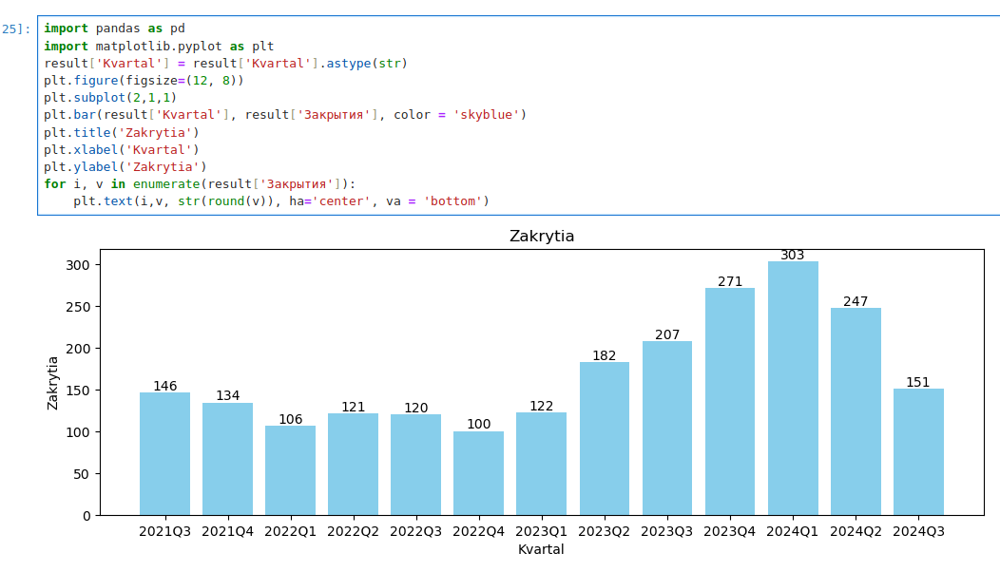 25]:
import pandas as pd
import matplotlib.pyplot as plt
result['Kvartal'] = result['Kvartal'].astype(str)
plt.figure(figsize=(12, 8))
plt.subplot(2,1,1)
plt.bar(result['Kvartal'], result['Закрытия'], color = 'skyblue')
plt.title('Zakrytia')
plt.xlabel('Kvartal')
plt.ylabel('Zakrytia')
for i, v in enumerate(result['Закрытия']):
    plt.text(i,v, str(round(v)), ha='center', va = 'bottom')
Zakrytia
Zakrytia
300
250
200
150
100
50
0
146
134
106
121
120
100
122
182
207
271
303
247
151
2021Q3 2021Q4 2022Q1 2022Q2 2022Q3 2022Q4 2023Q1 2023Q2 2023Q3 2023Q4 2024Q1 2024Q2 2024Q3
Kvartal